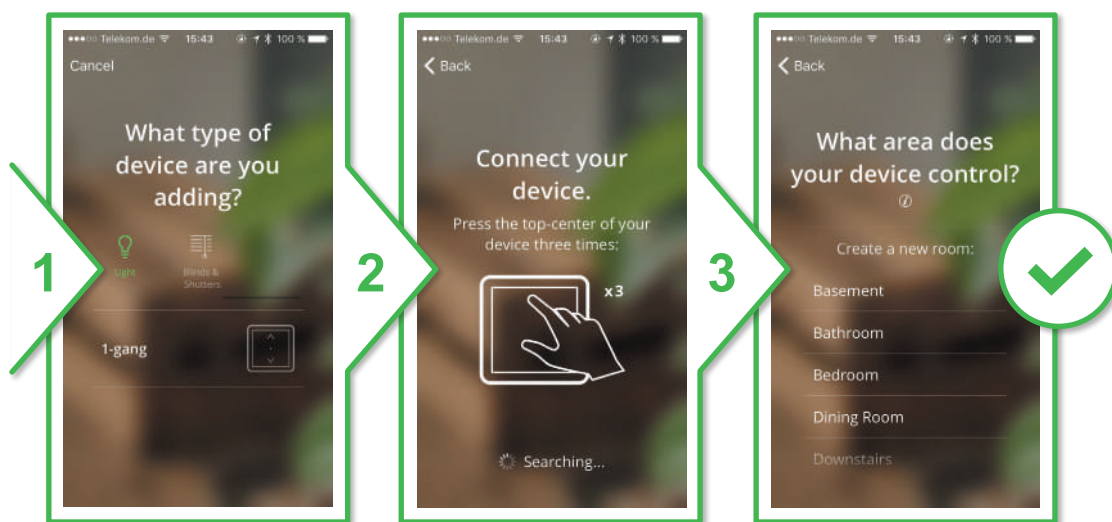 1
Telekom.de 15:43 100 %
Cancel
What type of
device are you
adding?
Light
Blinds &
Shutters
1-gang
2
Telekom.de 15:43 100 %
Back
Connect your
device.
Press the top-center of your
device three times:
x3
Searching...
3
Telekom.de 15:43 100 %
Back
What area does
your device control?
i
Create a new room:
Basement
Bathroom
Bedroom
Dining Room
Downstairs